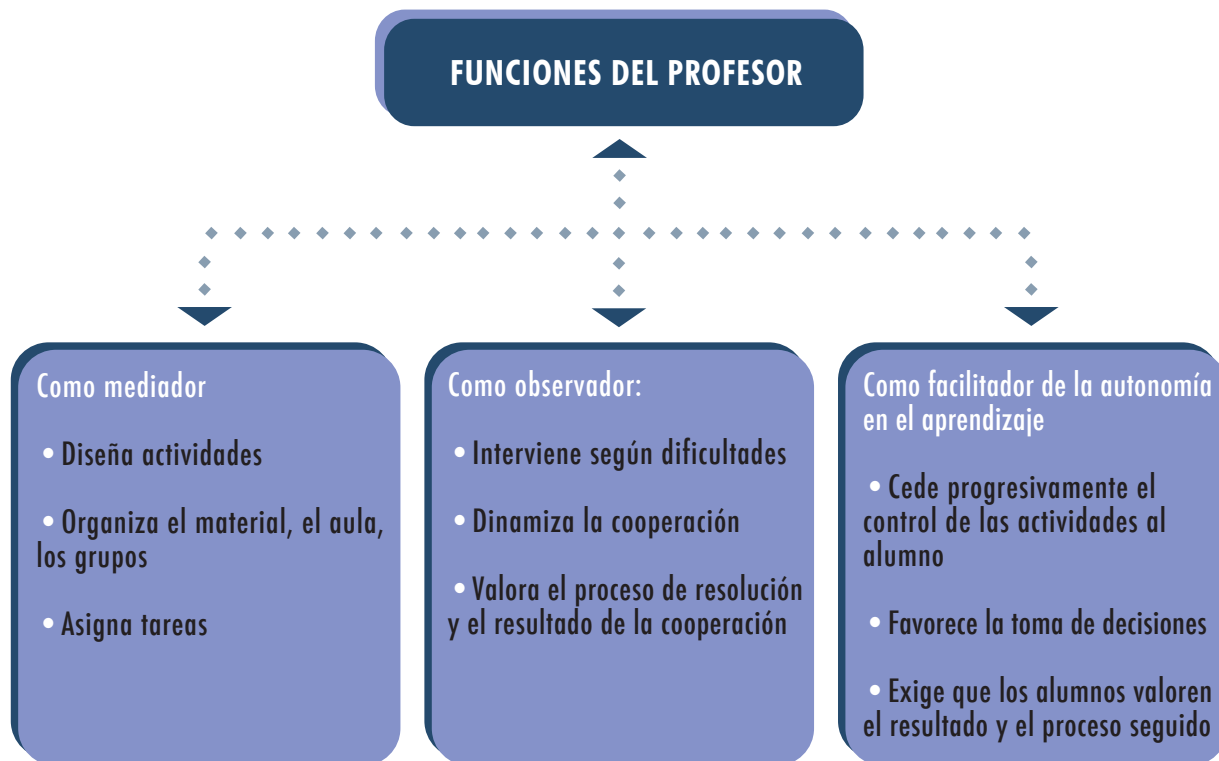 FUNCIONES DEL PROFESOR
Como mediador
• Diseña actividades
• Organiza el material, el aula,
los grupos
• Asigna tareas
Como observador:
• Interviene según dificultades
• Dinamiza la cooperación
• Valora el proceso de resolución
y el resultado de la cooperación
Como facilitador de la autonomía
en el aprendizaje
• Cede progresivamente el
control de las actividades al
alumno
• Favorece la toma de decisiones
• Exige que los alumnos valoren
el resultado y el proceso seguido